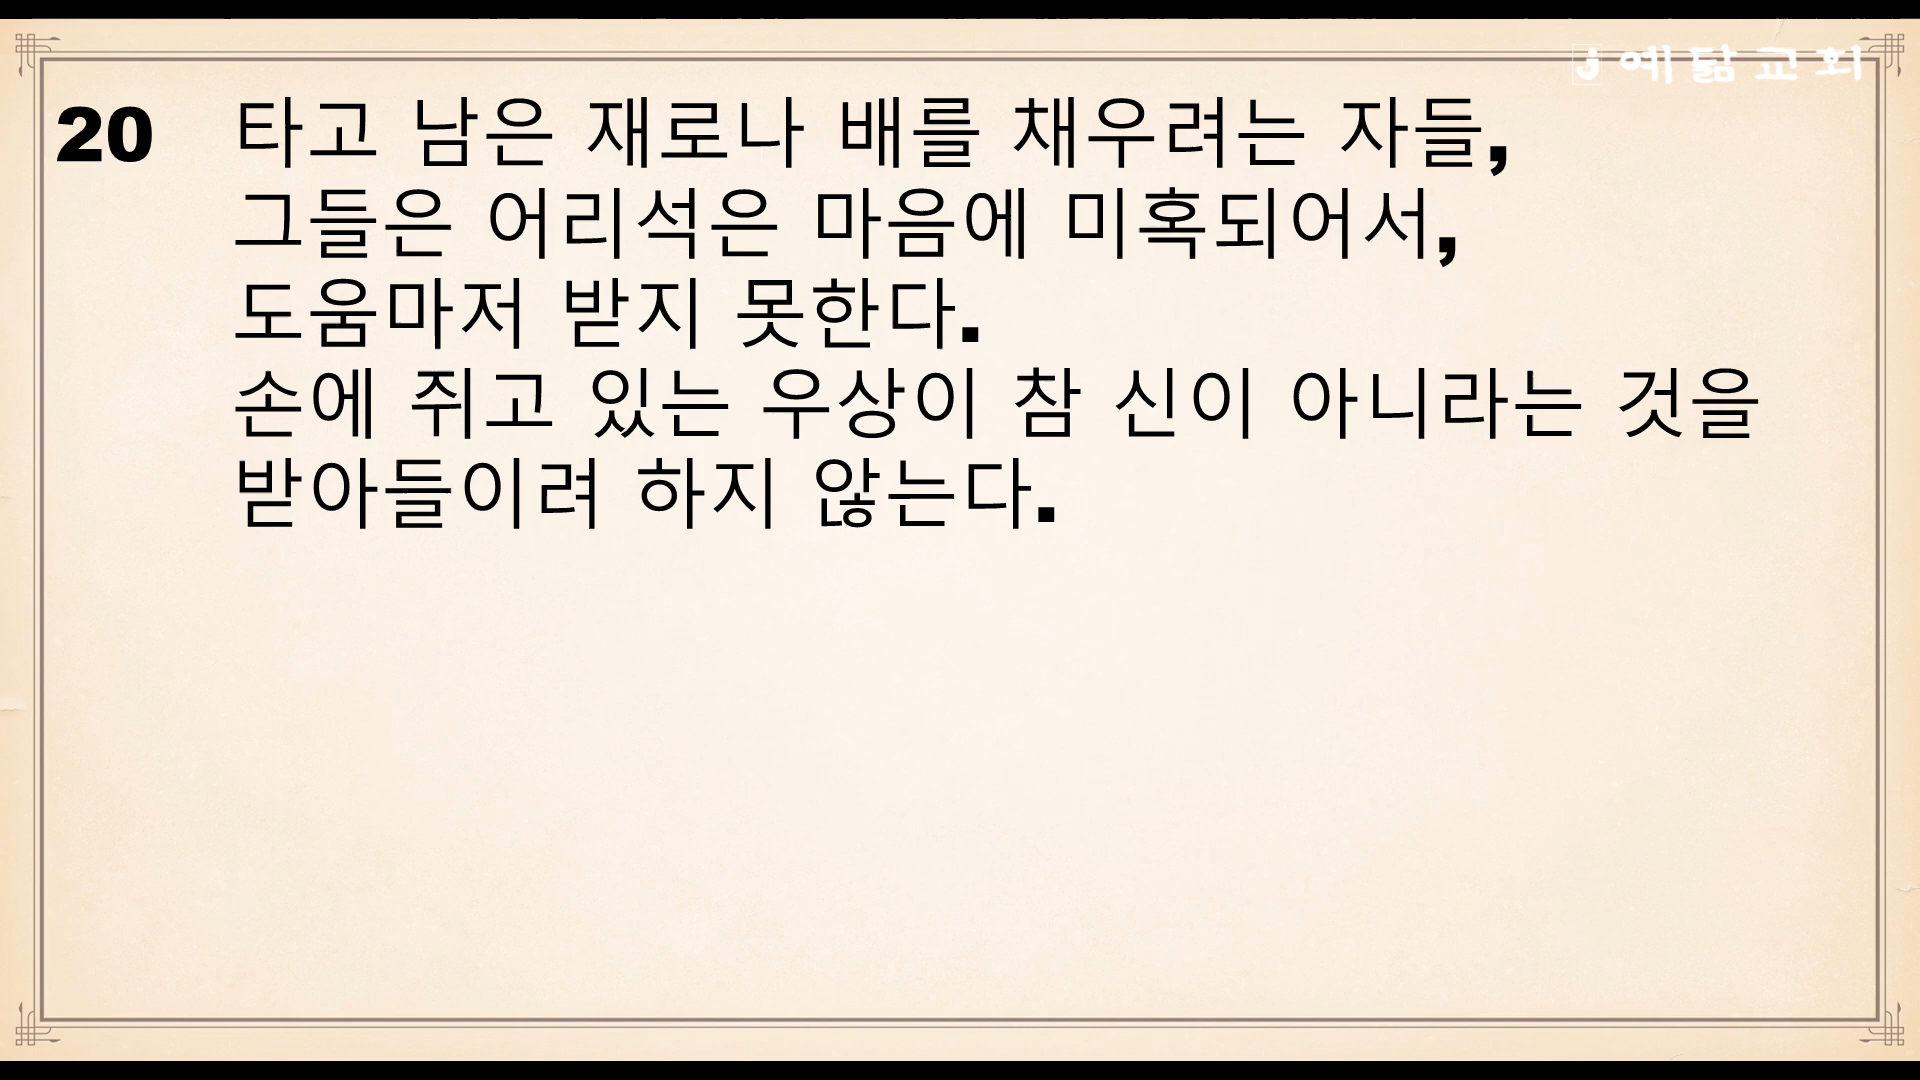 J 예닮교회
20 타고 남은 재로나 배를 채우려는 자들,
그들은 어리석은 마음에 미혹되어서,
도움마저 받지 못한다.
손에 쥐고 있는 우상이 참 신이 아니라는 것을
받아들이려 하지 않는다.